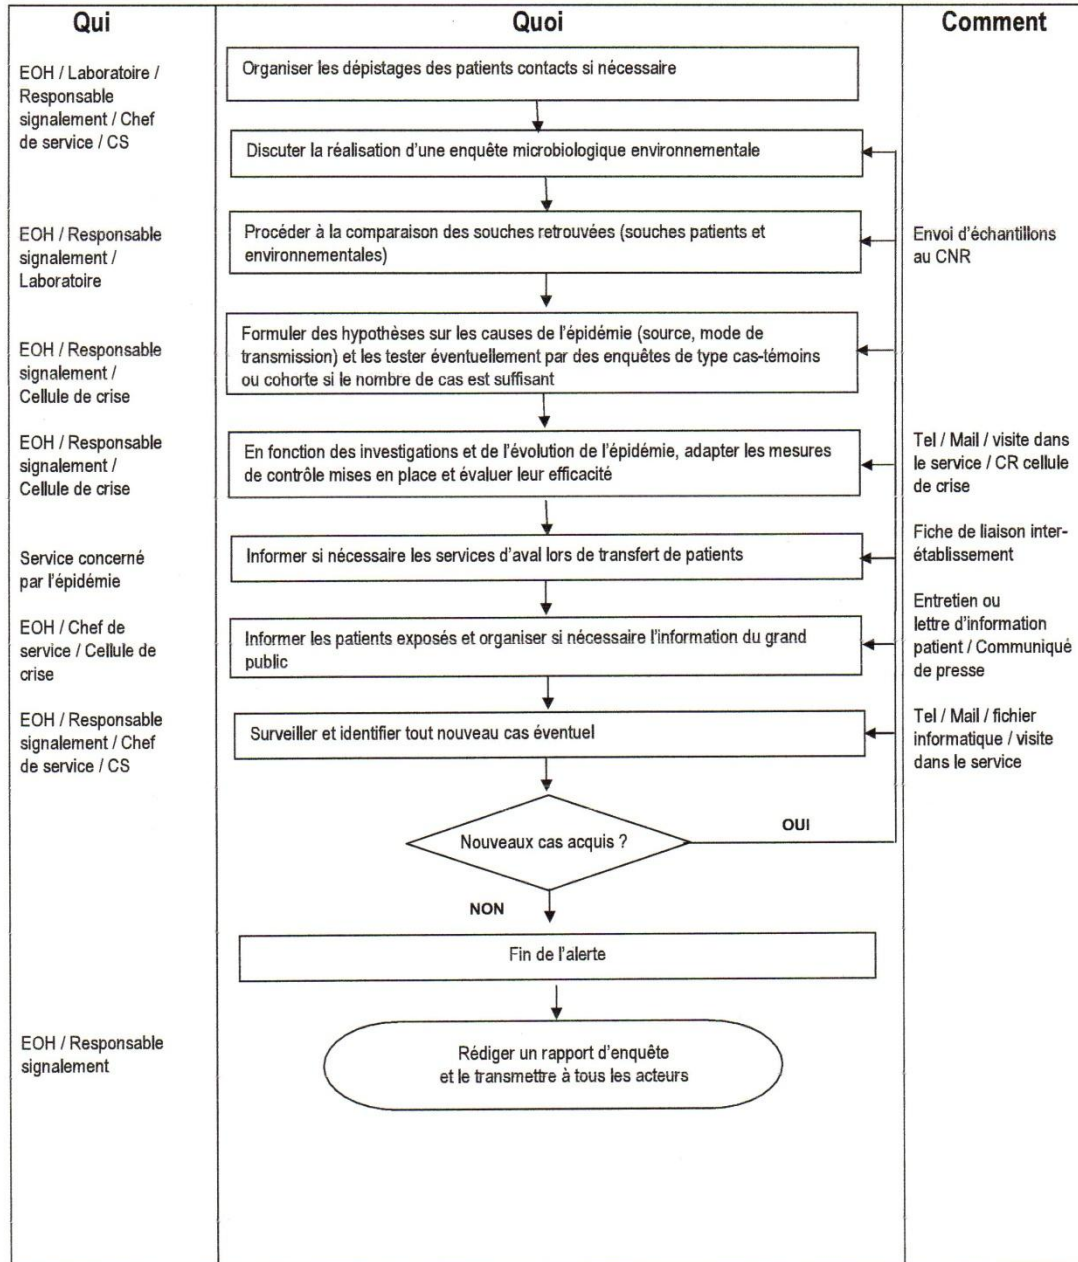 Qui
Quoi
Comment
EOH / Laboratoire /
Responsable
signalement / Chef
de service / CS
Organiser les dépistages des patients contacts si nécessaire
Discuter la réalisation d'une enquête microbiologique environnementale
EOH / Responsable
signalement /
Laboratoire
Procéder à la comparaison des souches retrouvées (souches patients et
environnementales)
Envoi d'échantillons
au CNR
EOH / Responsable
signalement /
Cellule de crise
Formuler des hypothèses sur les causes de l'épidémie (source, mode de
transmission) et les tester éventuellement par des enquêtes de type cas-témoins
ou cohorte si le nombre de cas est suffisant
EOH / Responsable
signalement /
Cellule de crise
En fonction des investigations et de l'évolution de l'épidémie, adapter les mesures
de contrôle mises en place et évaluer leur efficacité
Tel / Mail / visite dans
le service / CR cellule
de crise
Service concerné
par l'épidémie
Informer si nécessaire les services d'aval lors de transfert de patients
Fiche de liaison inter-
établissement
EOH / Chef de
service / Cellule de
crise
Informer les patients exposés et organiser si nécessaire l'information du grand
public
Entretien ou
lettre d'information
patient / Communiqué
de presse
EOH / Responsable
signalement / Chef
de service / CS
Surveiller et identifier tout nouveau cas éventuel
Tel / Mail / fichier
informatique / visite
dans le service
Nouveaux cas acquis ?
OUI
NON
Fin de l'alerte
EOH / Responsable
signalement
Rédiger un rapport d'enquête
et le transmettre à tous les acteurs